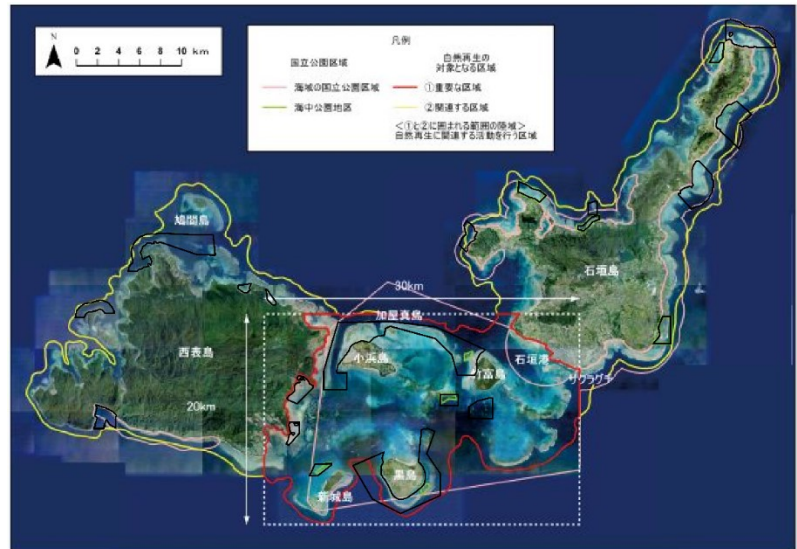 N
0 2 4 6 8 10 km
凡例
国立公園区域
海域の国立公園区域
海中公園地区
自然再生の
対象となる区域
①重要な区域
②関連する区域
<①と②に囲まれる範囲の陸域>
自然再生に関連する活動を行う区域
鳩間島
石垣島
30km
加屋真島
西表島
小浜島
石垣港
竹富島
サクラグチ
20km
黒島
新城島